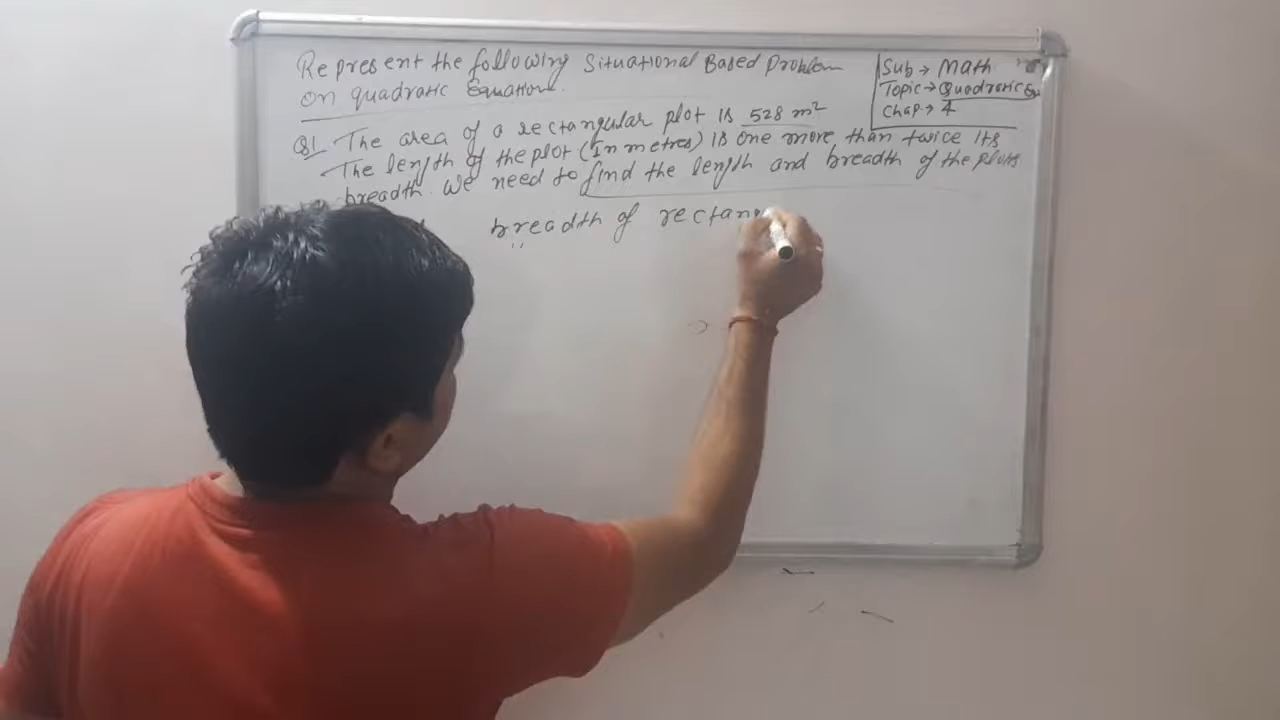 Represent the following Situational Based Problem
on quadratic Equation.
Sub → Math
Topic → Quadratic Eq
Chap → 4
Q1 The area of a rectangular plot is 528 m²
The length of the plot (In metres) is one more than twice its
breadth. We need to find the length and breadth of the plots
breadth of rectang